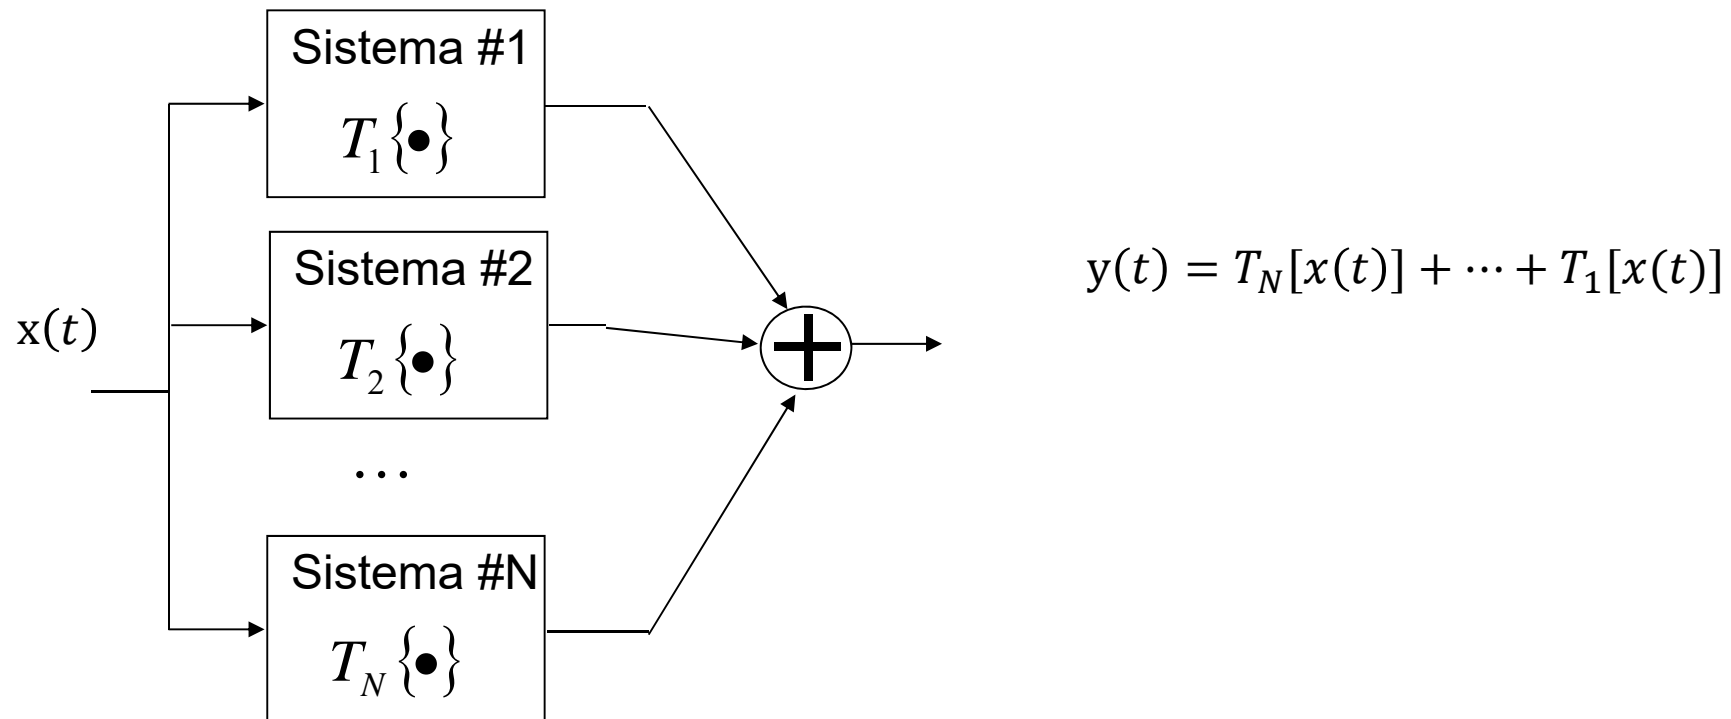 Sistema #1
T₁{●}
Sistema #2
T₂{●}
x(t)
y(t) = T_N[x(t)] + ⋯ + T₁[x(t)]
+
…
Sistema #N
T_N{●}